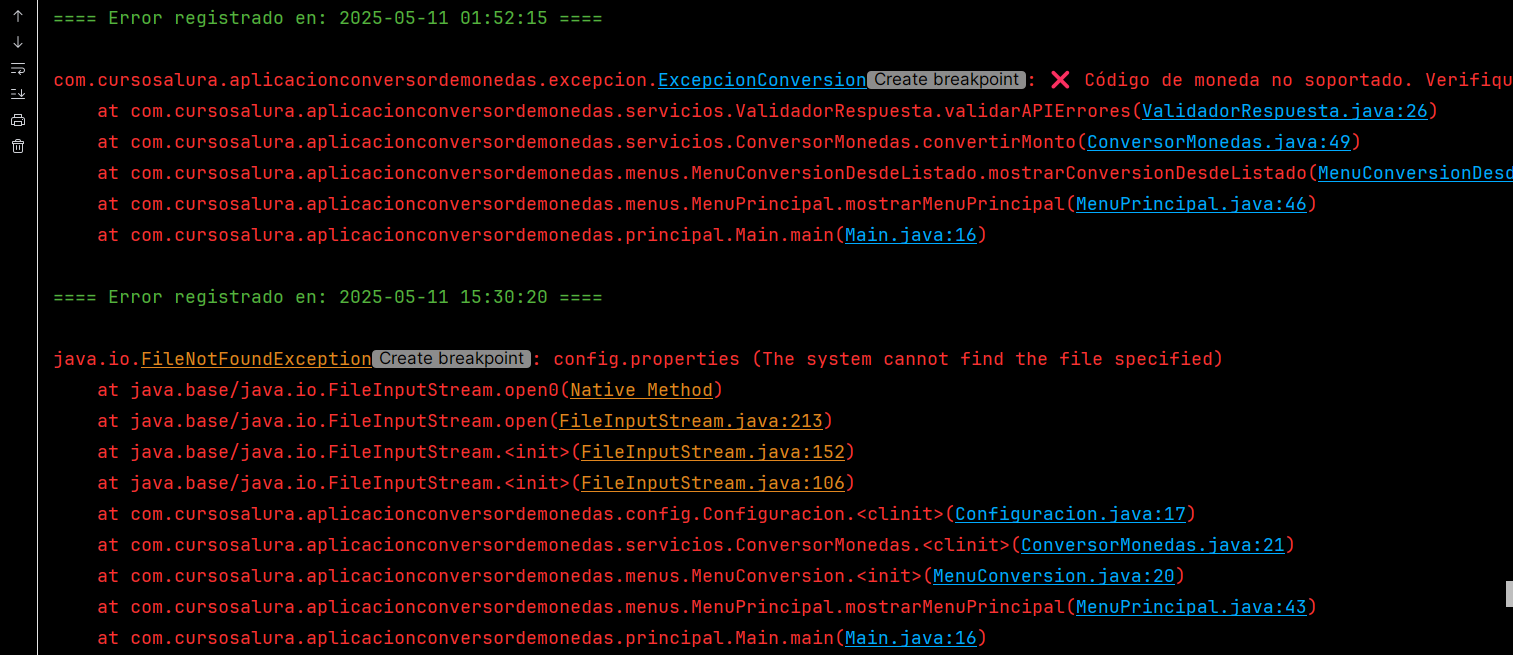 ==== Error registrado en: 2025-05-11 01:52:15 ====
com.cursosalura.aplicacionconversordemonedas.excepcion.ExcepcionConversion Create breakpoint : ❌ Código de moneda no soportado. Verifiqu
at com.cursosalura.aplicacionconversordemonedas.servicios.ValidadorRespuesta.validarAPIErrores(ValidadorRespuesta.java:26)
at com.cursosalura.aplicacionconversordemonedas.servicios.ConversorMonedas.convertirMonto(ConversorMonedas.java:49)
at com.cursosalura.aplicacionconversordemonedas.menus.MenuConversionDesdeListado.mostrarConversionDesdeListado(MenuConversionDesd
at com.cursosalura.aplicacionconversordemonedas.menus.MenuPrincipal.mostrarMenuPrincipal(MenuPrincipal.java:46)
at com.cursosalura.aplicacionconversordemonedas.principal.Main.main(Main.java:16)
==== Error registrado en: 2025-05-11 15:30:20 ====
java.io.FileNotFoundException Create breakpoint : config.properties (The system cannot find the file specified)
at java.base/java.io.FileInputStream.open0(Native Method)
at java.base/java.io.FileInputStream.open(FileInputStream.java:213)
at java.base/java.io.FileInputStream.<init>(FileInputStream.java:152)
at java.base/java.io.FileInputStream.<init>(FileInputStream.java:106)
at com.cursosalura.aplicacionconversordemonedas.config.Configuracion.<clinit>(Configuracion.java:17)
at com.cursosalura.aplicacionconversordemonedas.servicios.ConversorMonedas.<clinit>(ConversorMonedas.java:21)
at com.cursosalura.aplicacionconversordemonedas.menus.MenuConversion.<init>(MenuConversion.java:20)
at com.cursosalura.aplicacionconversordemonedas.menus.MenuPrincipal.mostrarMenuPrincipal(MenuPrincipal.java:43)
at com.cursosalura.aplicacionconversordemonedas.principal.Main.main(Main.java:16)